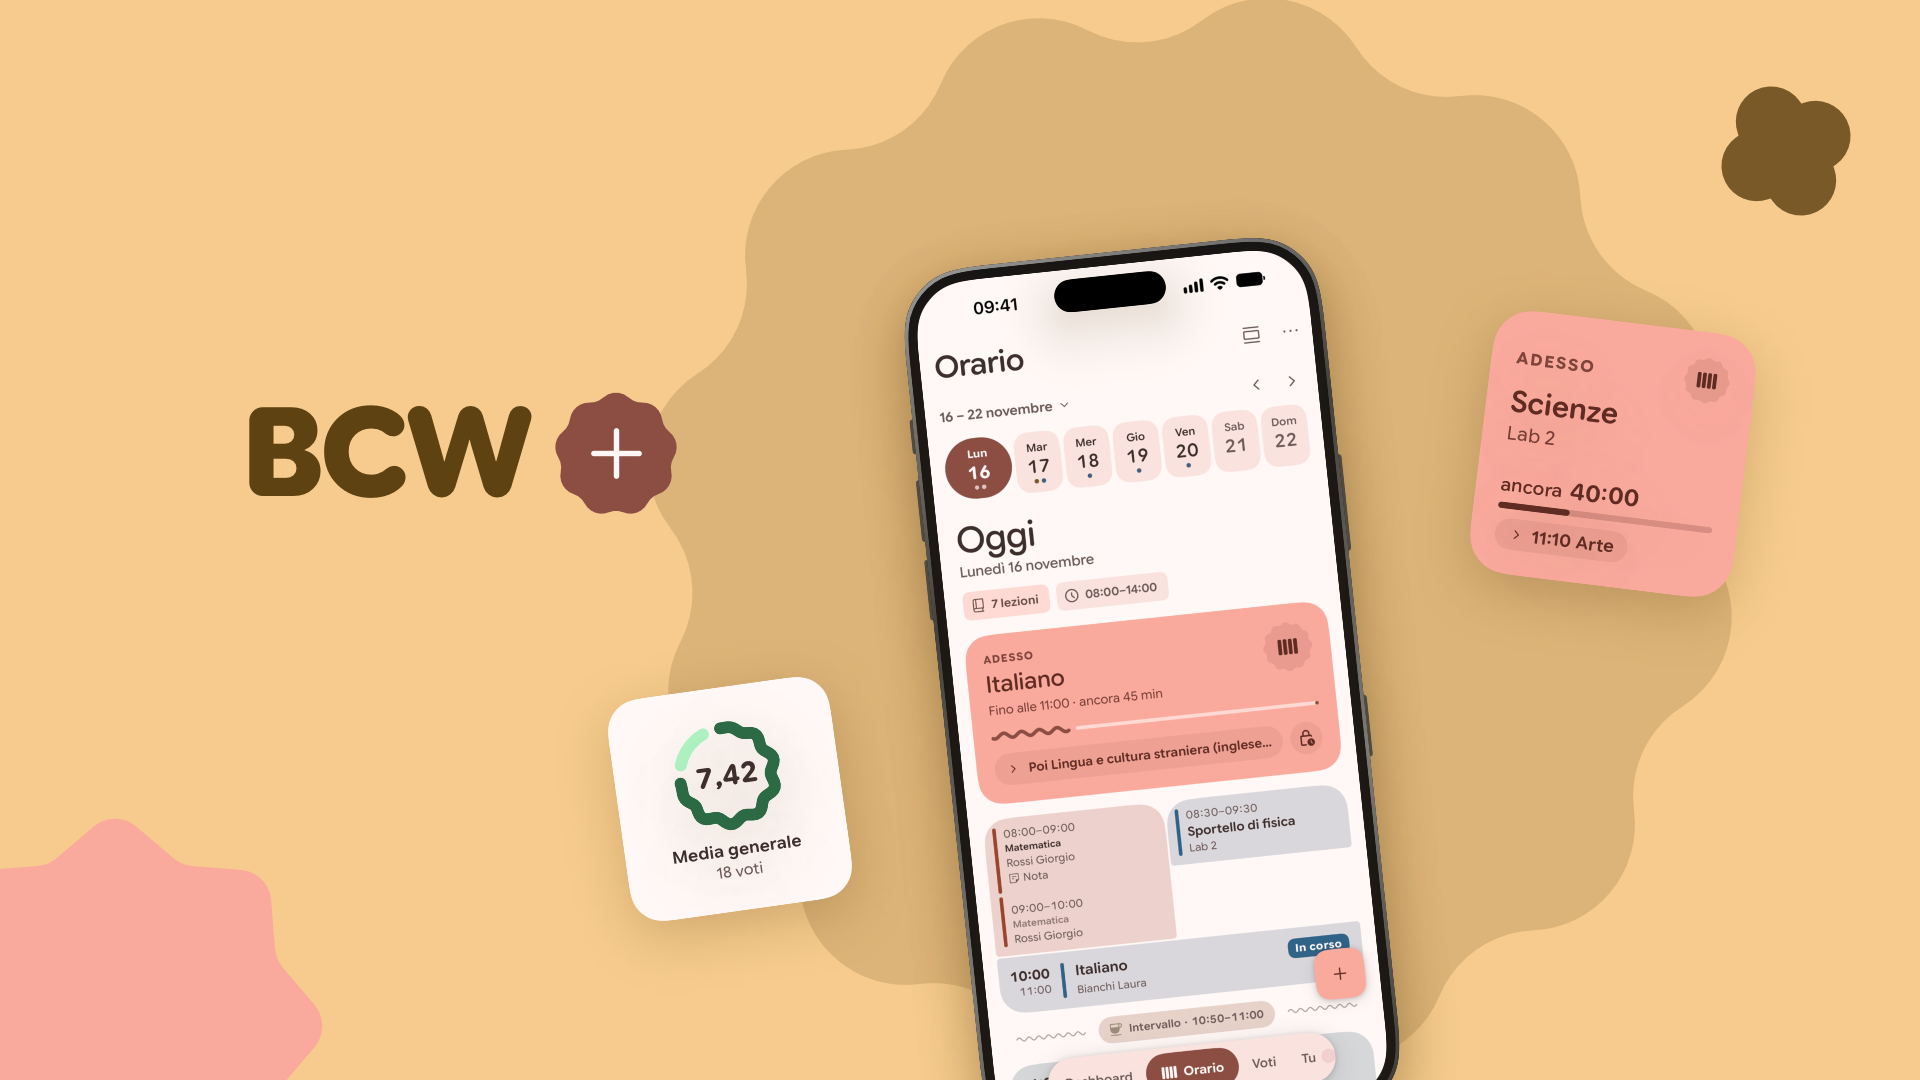 BCW +
09:41
Orario
16 – 22 novembre
Lun 16
Mar 17
Mer 18
Gio 19
Ven 20
Sab 21
Dom 22
Oggi
Lunedì 16 novembre
7 lezioni
08:00–14:00
ADESSO
Italiano
Fino alle 11:00 · ancora 45 min
Poi Lingua e cultura straniera (inglese...
08:00–09:00
Matematica
Rossi Giorgio
Nota
09:00–10:00
Matematica
Rossi Giorgio
08:30–09:30
Sportello di fisica
Lab 2
10:00
11:00
Italiano
Bianchi Laura
In corso
Intervallo · 10:50–11:00
Orario
Voti
Tu
7,42
Media generale
18 voti
ADESSO
Scienze
Lab 2
ancora 40:00
11:10 Arte